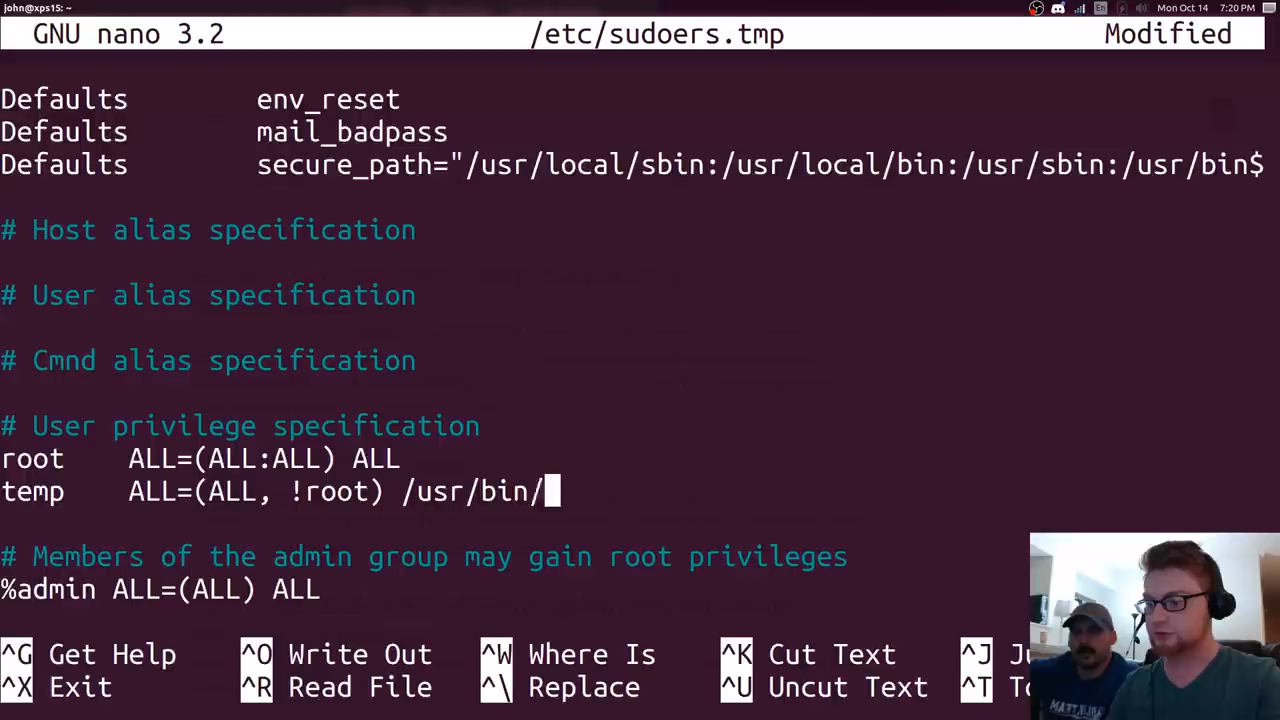 john@xps15: ~ En Mon Oct 14 7:20 PM
GNU nano 3.2 /etc/sudoers.tmp Modified
Defaults env_reset
Defaults mail_badpass
Defaults secure_path="/usr/local/sbin:/usr/local/bin:/usr/sbin:/usr/bin$
# Host alias specification
# User alias specification
# Cmnd alias specification
# User privilege specification
root ALL=(ALL:ALL) ALL
temp ALL=(ALL, !root) /usr/bin/
# Members of the admin group may gain root privileges
%admin ALL=(ALL) ALL
^G Get Help ^O Write Out ^W Where Is ^K Cut Text ^J
^X Exit ^R Read File ^\ Replace ^U Uncut Text ^T